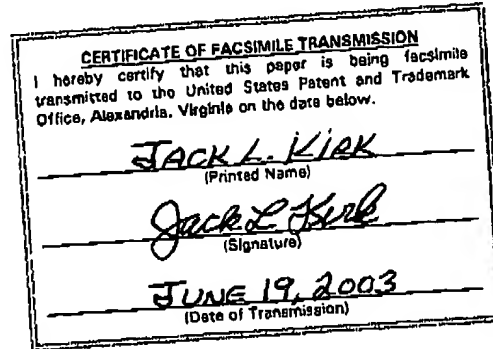 CERTIFICATE OF FACSIMILE TRANSMISSION
I hereby certify that this paper is being facsimile
transmitted to the United States Patent and Trademark
Office, Alexandria, Virginia on the date below.
JACK L. KIRK
(Printed Name)
Jack L Kirk
(Signature)
JUNE 19, 2003
(Date of Transmission)